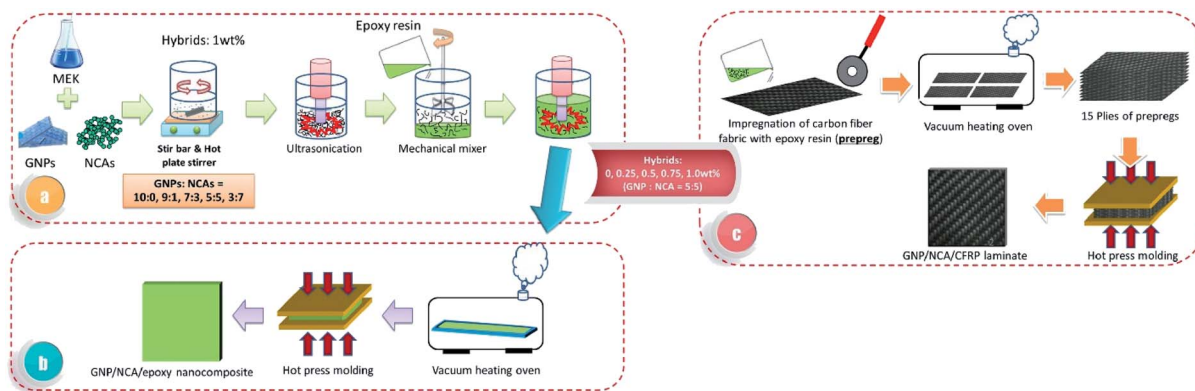 MEK
GNPs
NCAs
Hybrids: 1wt%
Stir bar & Hot
plate stirrer
GNPs: NCAs =
10:0, 9:1, 7:3, 5:5, 3:7
Ultrasonication
Epoxy resin
Mechanical mixer
a
Hybrids:
0, 0.25, 0.5, 0.75, 1.0wt%
(GNP : NCA = 5:5)
b
GNP/NCA/epoxy nanocomposite
Hot press molding
Vacuum heating oven
Impregnation of carbon fiber
fabric with epoxy resin (prepreg)
Vacuum heating oven
15 Plies of prepregs
c
GNP/NCA/CFRP laminate
Hot press molding